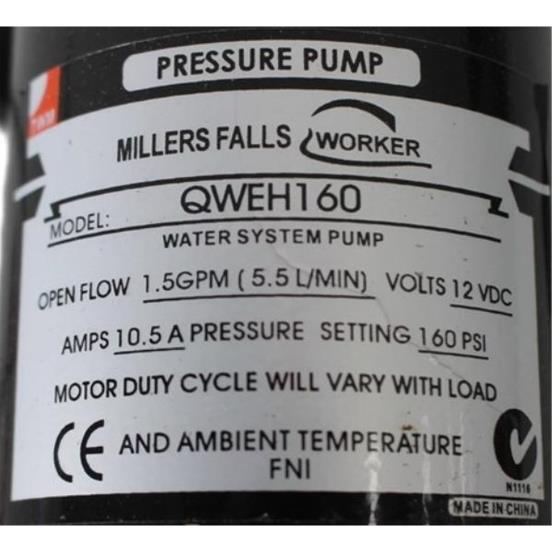 PRESSURE PUMP
MILLERS FALLS WORKER
MODEL: QWEH160
WATER SYSTEM PUMP
OPEN FLOW 1.5GPM ( 5.5 L/MIN) VOLTS 12 VDC
AMPS 10.5 A PRESSURE SETTING 160 PSI
MOTOR DUTY CYCLE WILL VARY WITH LOAD
CE AND AMBIENT TEMPERATURE
FNI
N1116
MADE IN CHINA